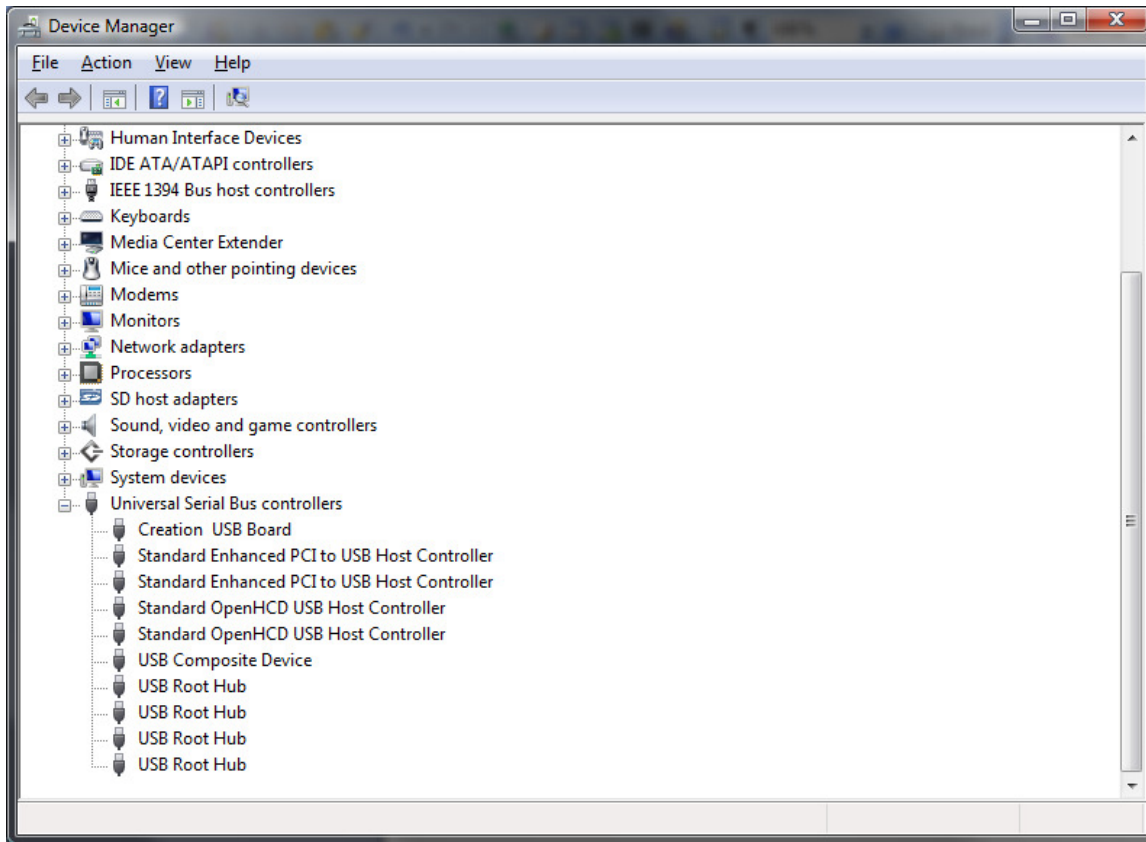 Device Manager
File Action View Help
Human Interface Devices
IDE ATA/ATAPI controllers
IEEE 1394 Bus host controllers
Keyboards
Media Center Extender
Mice and other pointing devices
Modems
Monitors
Network adapters
Processors
SD host adapters
Sound, video and game controllers
Storage controllers
System devices
Universal Serial Bus controllers
Creation  USB Board
Standard Enhanced PCI to USB Host Controller
Standard Enhanced PCI to USB Host Controller
Standard OpenHCD USB Host Controller
Standard OpenHCD USB Host Controller
USB Composite Device
USB Root Hub
USB Root Hub
USB Root Hub
USB Root Hub